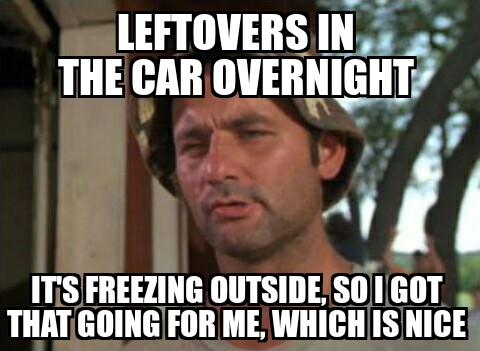 LEFTOVERS IN
THE CAR OVERNIGHT
IT'S FREEZING OUTSIDE, SO I GOT
THAT GOING FOR ME, WHICH IS NICE